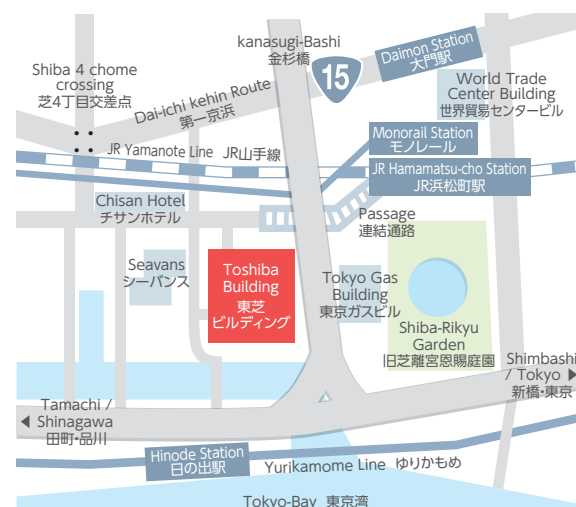 kanasugi-Bashi
金杉橋
15
Daimon Station
大門駅
Shiba 4 chome
crossing
芝4丁目交差点
World Trade
Center Building
世界貿易センタービル
Dai-ichi kehin Route
第一京浜
Monorail Station
モノレール
JR Yamanote Line JR山手線
JR Hamamatsu-cho Station
JR浜松町駅
Chisan Hotel
チサンホテル
Passage
連結通路
Seavans
シーバンス
Toshiba
Building
東芝
ビルディング
Tokyo Gas
Building
東京ガスビル
Shiba-Rikyu
Garden
旧芝離宮恩賜庭園
Shimbashi
/ Tokyo ▶
新橋・東京
Tamachi /
◀ Shinagawa
田町・品川
Hinode Station
日の出駅
Yurikamome Line ゆりかもめ
Tokyo-Bay 東京湾